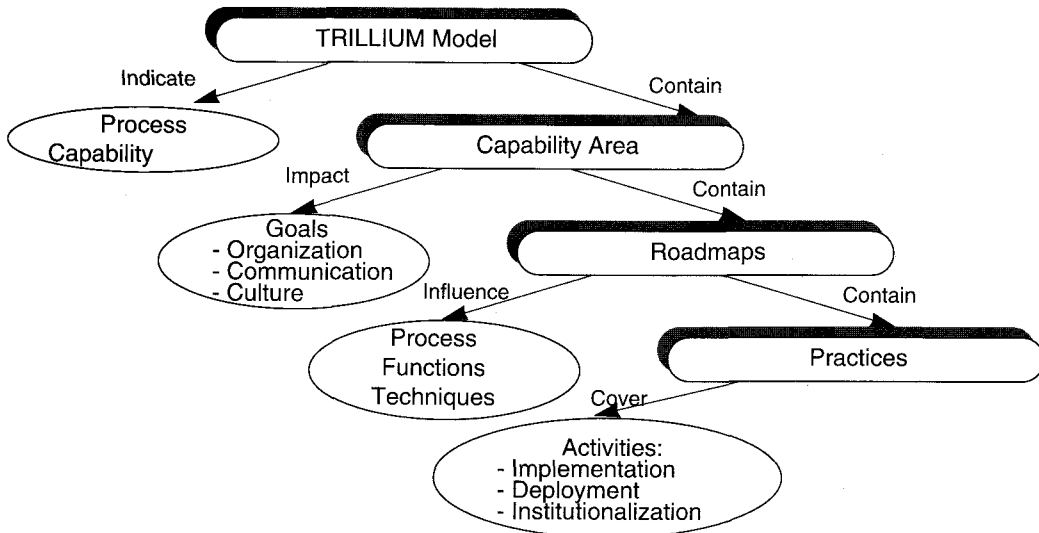 TRILLIUM Model
Indicate
Contain
Process
Capability
Capability Area
Impact
Contain
Goals
- Organization
- Communication
- Culture
Roadmaps
Influence
Contain
Process
Functions
Techniques
Practices
Cover
Activities:
- Implementation
- Deployment
- Institutionalization